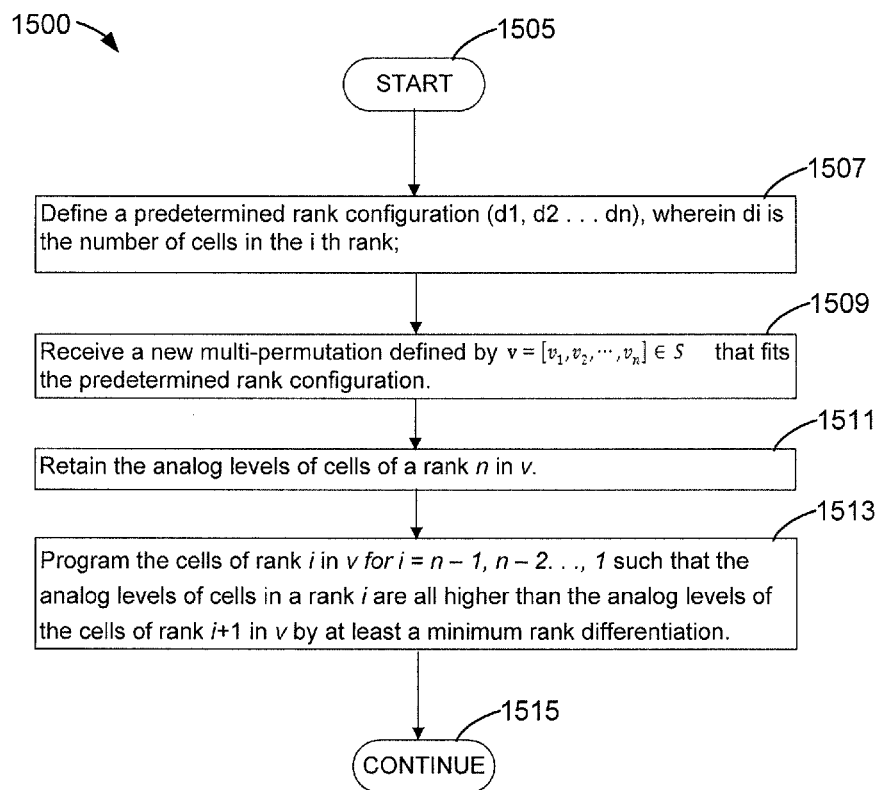 1500
1505
START
1507
Define a predetermined rank configuration (d1, d2 . . . dn), wherein di is
the number of cells in the i th rank;
1509
Receive a new multi-permutation defined by v = [v₁,v₂,⋯,vₙ] ∈ S that fits
the predetermined rank configuration.
1511
Retain the analog levels of cells of a rank n in v.
1513
Program the cells of rank i in v for i = n – 1, n – 2. . ., 1 such that the
analog levels of cells in a rank i are all higher than the analog levels of
the cells of rank i+1 in v by at least a minimum rank differentiation.
1515
CONTINUE